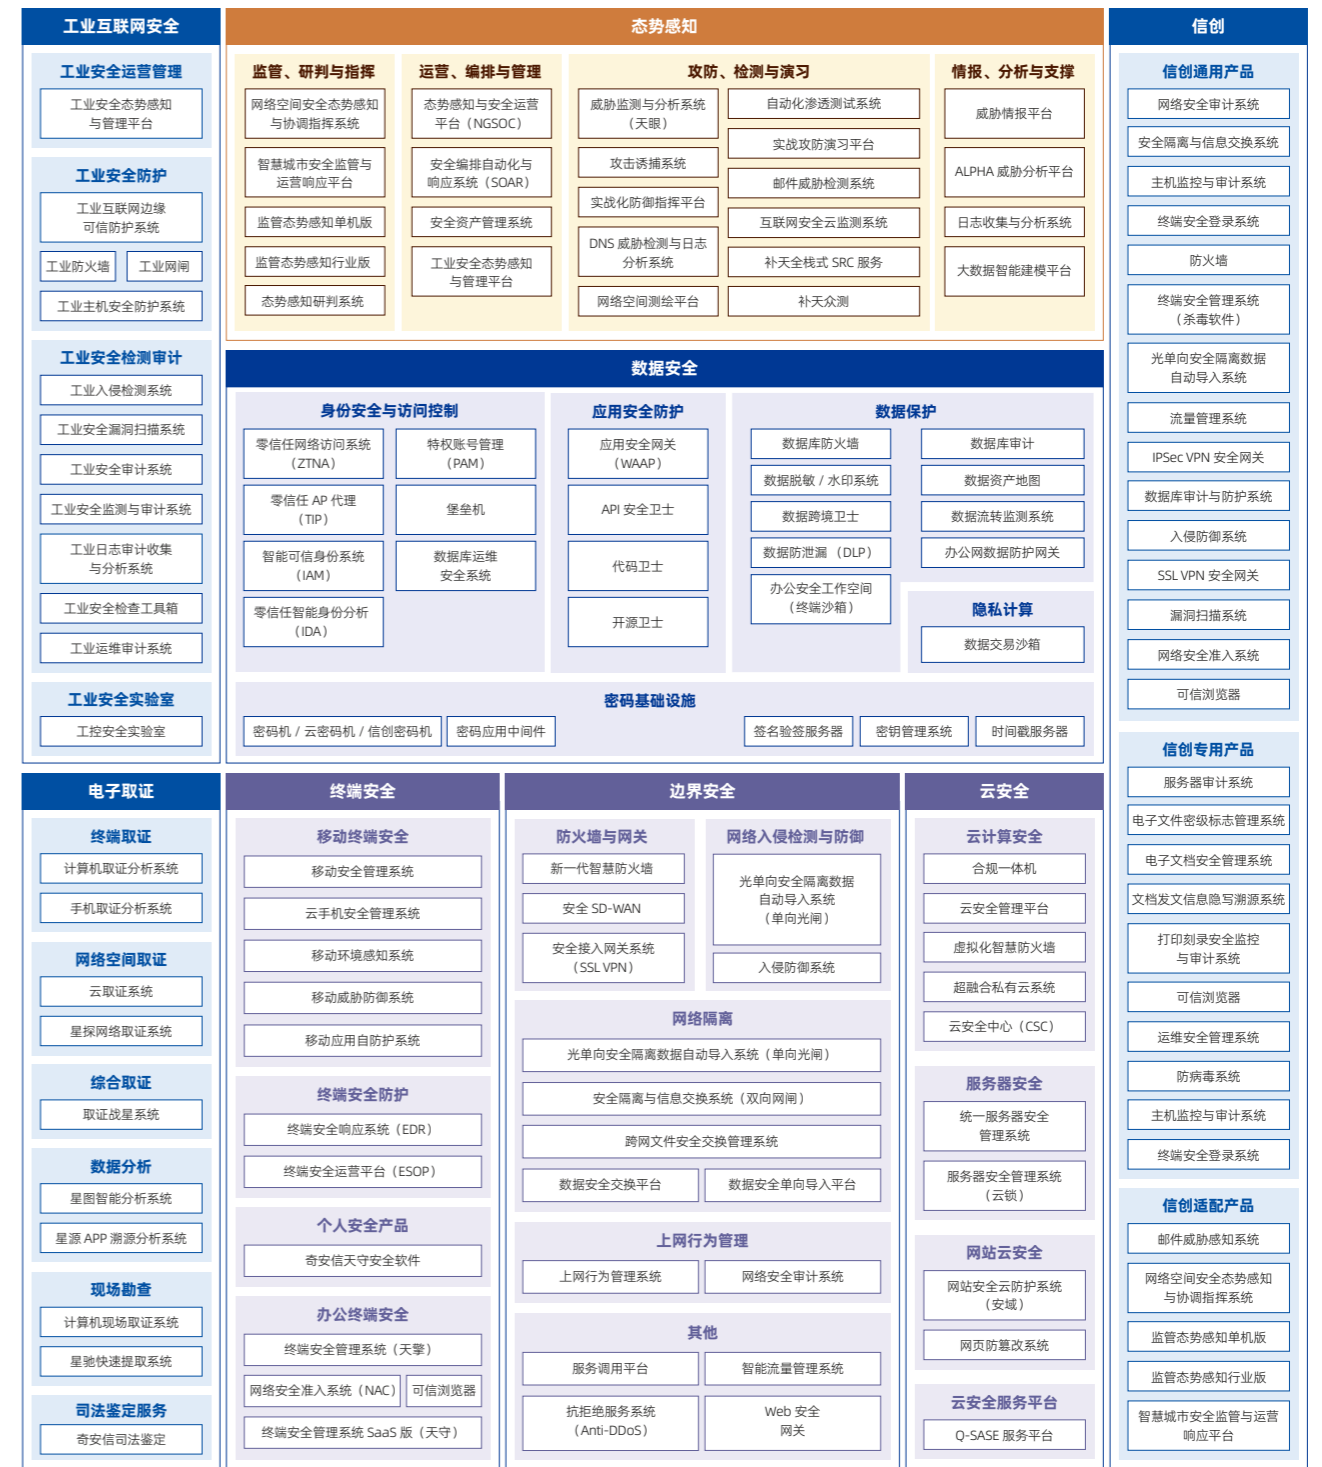 工业互联网安全
工业安全运营管理
工业安全态势感知
与管理平台
工业安全防护
工业互联网边缘
可信防护系统
工业防火墙
工业网闸
工业主机安全防护系统
工业安全检测审计
工业入侵检测系统
工业安全漏洞扫描系统
工业安全审计系统
工业安全监测与审计系统
工业日志审计收集
与分析系统
工业安全检查工具箱
工业运维审计系统
工业安全实验室
工控安全实验室
态势感知
监管、研判与指挥
网络空间安全态势感知
与协调指挥系统
智慧城市安全监管与
运营响应平台
监管态势感知单机版
监管态势感知行业版
态势感知研判系统
运营、编排与管理
态势感知与安全运营
平台（NGSOC）
安全编排自动化与
响应系统（SOAR）
安全资产管理系统
工业安全态势感知
与管理平台
攻防、检测与演习
威胁监测与分析系统
（天眼）
攻击诱捕系统
实战化防御指挥平台
DNS 威胁检测与日志
分析系统
网络空间测绘平台
自动化渗透测试系统
实战攻防演习平台
邮件威胁检测系统
互联网安全云监测系统
补天全栈式 SRC 服务
补天众测
情报、分析与支撑
威胁情报平台
ALPHA 威胁分析平台
日志收集与分析系统
大数据智能建模平台
数据安全
身份安全与访问控制
零信任网络访问系统
（ZTNA）
零信任 AP 代理
（TIP）
智能可信身份系统
（IAM）
零信任智能身份分析
（IDA）
特权账号管理
（PAM）
堡垒机
数据库运维
安全系统
应用安全防护
应用安全网关
（WAAP）
API 安全卫士
代码卫士
开源卫士
数据保护
数据库防火墙
数据脱敏 / 水印系统
数据跨境卫士
数据防泄漏（DLP）
办公安全工作空间
（终端沙箱）
数据库审计
数据资产地图
数据流转监测系统
办公网数据防护网关
隐私计算
数据交易沙箱
密码基础设施
密码机 / 云密码机 / 信创密码机
密码应用中间件
签名验签服务器
密钥管理系统
时间戳服务器
信创
信创通用产品
网络安全审计系统
安全隔离与信息交换系统
主机监控与审计系统
终端安全登录系统
防火墙
终端安全管理系统
（杀毒软件）
光单向安全隔离数据
自动导入系统
流量管理系统
IPSec VPN 安全网关
数据库审计与防护系统
入侵防御系统
SSL VPN 安全网关
漏洞扫描系统
网络安全准入系统
可信浏览器
信创专用产品
服务器审计系统
电子文件密级标志管理系统
电子文档安全管理系统
文档发文信息隐写溯源系统
打印刻录安全监控
与审计系统
可信浏览器
运维安全管理系统
防病毒系统
主机监控与审计系统
终端安全登录系统
信创适配产品
邮件威胁感知系统
网络空间安全态势感知
与协调指挥系统
监管态势感知单机版
监管态势感知行业版
智慧城市安全监管与运营
响应平台
电子取证
终端取证
计算机取证分析系统
手机取证分析系统
网络空间取证
云取证系统
星探网络取证系统
综合取证
取证战星系统
数据分析
星图智能分析系统
星源 APP 溯源分析系统
现场勘查
计算机现场取证系统
星驰快速提取系统
司法鉴定服务
奇安信司法鉴定
终端安全
移动终端安全
移动安全管理系统
云手机安全管理系统
移动环境感知系统
移动威胁防御系统
移动应用自防护系统
终端安全防护
终端安全响应系统（EDR）
终端安全运营平台（ESOP）
个人安全产品
奇安信天守安全软件
办公终端安全
终端安全管理系统（天擎）
网络安全准入系统（NAC）
可信浏览器
终端安全管理系统 SaaS 版（天守）
边界安全
防火墙与网关
新一代智慧防火墙
安全 SD-WAN
安全接入网关系统
（SSL VPN）
网络入侵检测与防御
光单向安全隔离数据
自动导入系统
（单向光闸）
入侵防御系统
网络隔离
光单向安全隔离数据自动导入系统（单向光闸）
安全隔离与信息交换系统（双向网闸）
跨网文件安全交换管理系统
数据安全交换平台
数据安全单向导入平台
上网行为管理
上网行为管理系统
网络安全审计系统
其他
服务调用平台
智能流量管理系统
抗拒绝服务系统
（Anti-DDoS）
Web 安全
网关
云安全
云计算安全
合规一体机
云安全管理平台
虚拟化智慧防火墙
超融合私有云系统
云安全中心（CSC）
服务器安全
统一服务器安全
管理系统
服务器安全管理系统
（云锁）
网站云安全
网站安全云防护系统
（安域）
网页防篡改系统
云安全服务平台
Q-SASE 服务平台